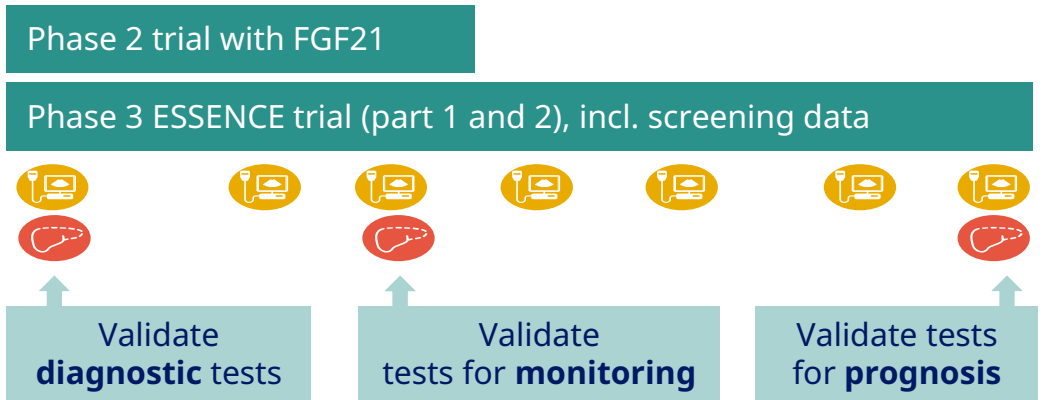 Phase 2 trial with FGF21
Phase 3 ESSENCE trial (part 1 and 2), incl. screening data
Validate
diagnostic tests
Validate
tests for monitoring
Validate tests
for prognosis